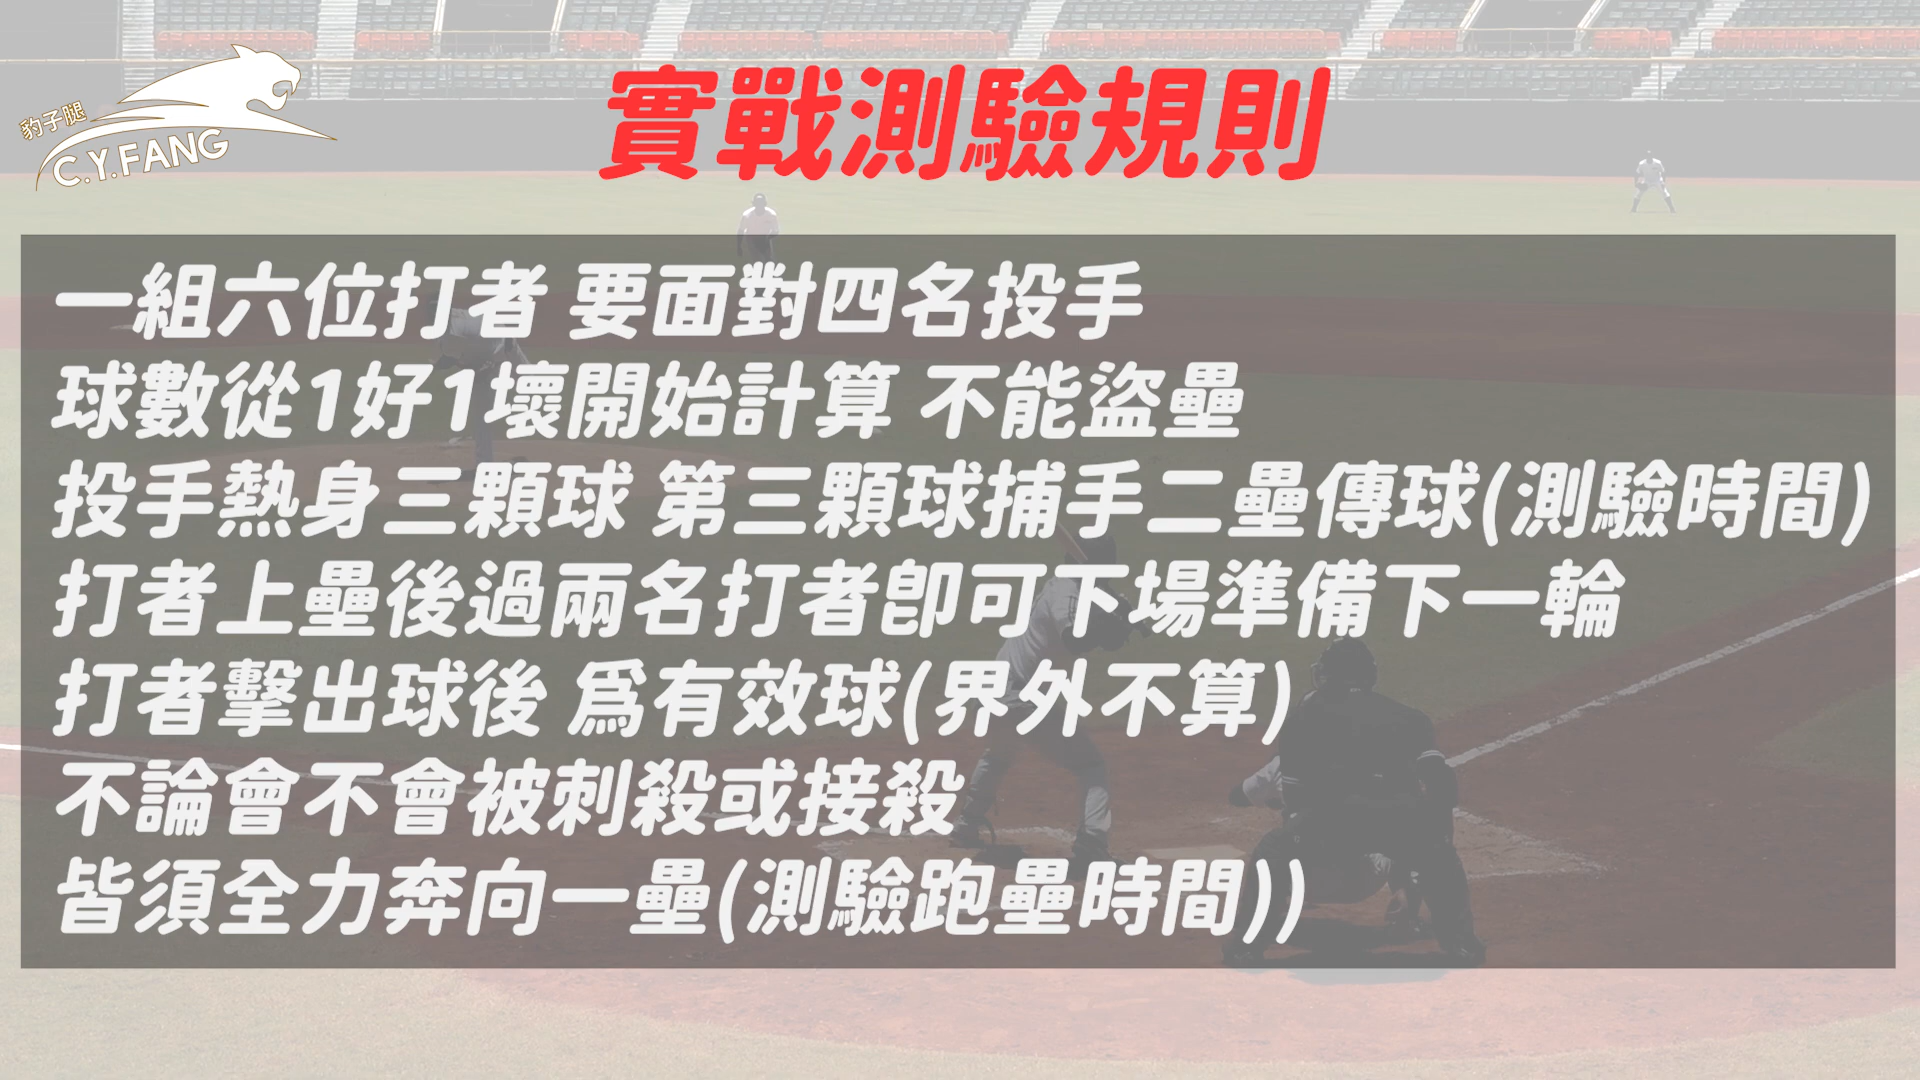 實戰測驗規則
豹子腿
C.Y.FANG
一組六位打者 要面對四名投手
球數從1好1壞開始計算 不能盜壘
投手熱身三顆球 第三顆球捕手二壘傳球(測驗時間)
打者上壘後過兩名打者即可下場準備下一輪
打者擊出球後 為有效球(界外不算)
不論會不會被刺殺或接殺
皆須全力奔向一壘(測驗跑壘時間))